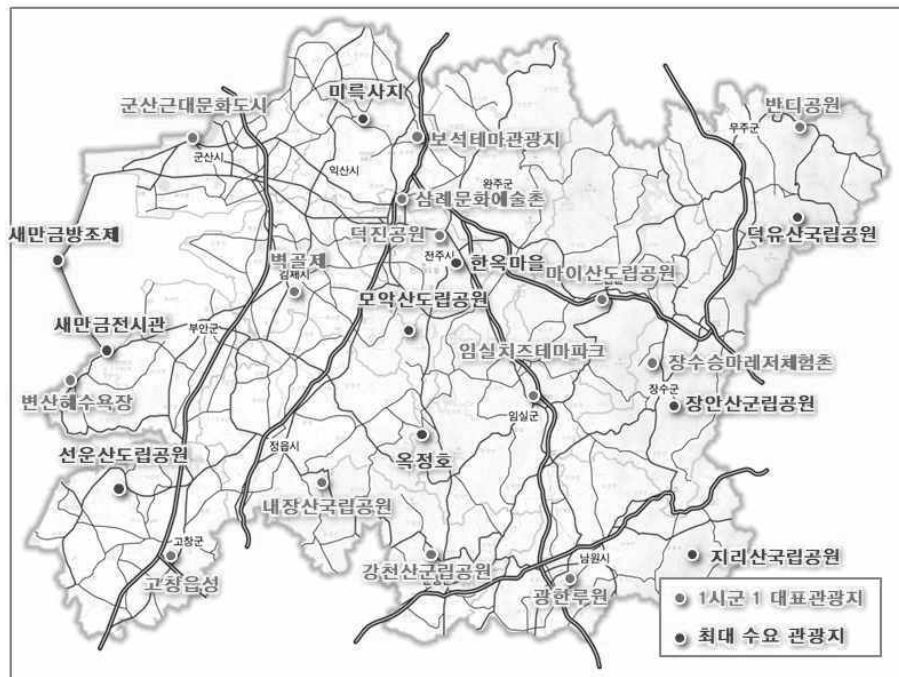 미륵사지
반디공원
군산근대문화도시
무주군
보석테마관광지
군산시
익산시
완주군
삼례문화예술촌
덕유산국립공원
새만금방조제
덕진공원
전주시
한옥마을
벽골제
김제시
마이산도립공원
모악산도립공원
새만금전시관
부안군
임실치즈테마파크
장수승마레저체험촌
변산해수욕장
장수군
장안산군립공원
임실군
선운산도립공원
정읍시
옥정호
내장산국립공원
고창군
고창읍성
강천산군립공원
남원시
지리산국립공원
광한루원
1시군 1 대표관광지
최대 수요 관광지